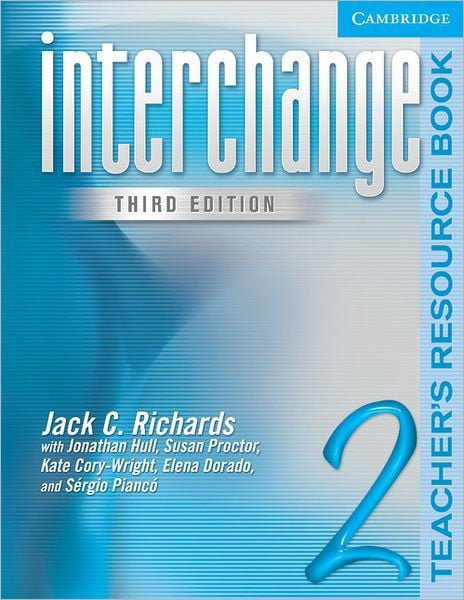 CAMBRIDGE
interchange
THIRD EDITION
TEACHER'S RESOURCE BOOK
Jack C. Richards
with Jonathan Hull, Susan Proctor,
Kate Cory-Wright, Elena Dorado,
and Sérgio Piancó
2